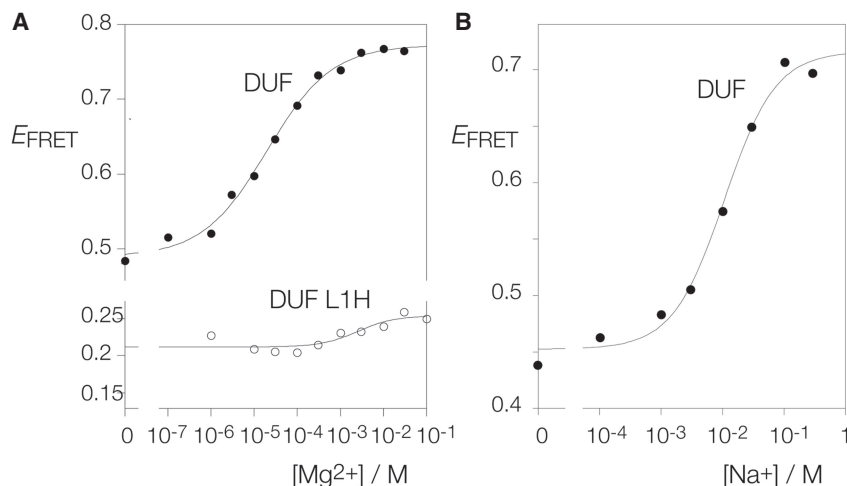 A
B
0.8
0.7
0.6
0.5
E FRET
DUF
DUF L1H
0.25
0.2
0.15
0 10-7 10-6 10-5 10-4 10-3 10-2 10-1
[Mg2+] / M
0.7
0.6
0.5
0.4
EFRET
DUF
0 10-4 10-3 10-2 10-1 1
[Na+] / M